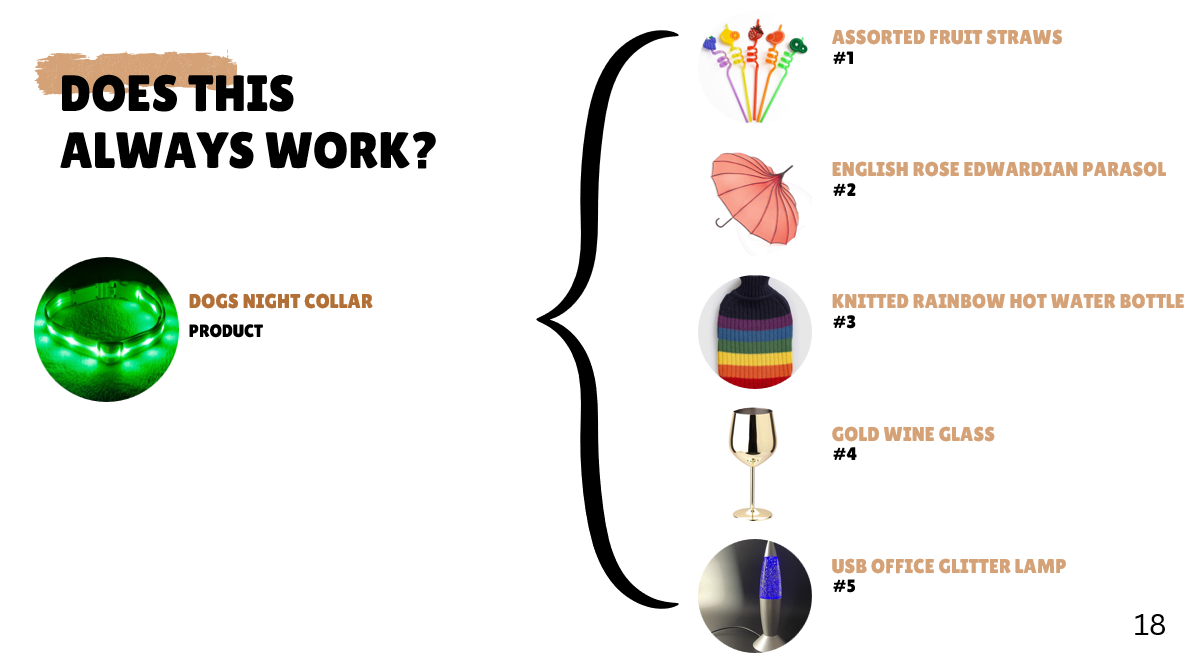 DOES THIS
ALWAYS WORK?
DOGS NIGHT COLLAR
PRODUCT
ASSORTED FRUIT STRAWS
#1
ENGLISH ROSE EDWARDIAN PARASOL
#2
KNITTED RAINBOW HOT WATER BOTTLE
#3
GOLD WINE GLASS
#4
USB OFFICE GLITTER LAMP
#5
18